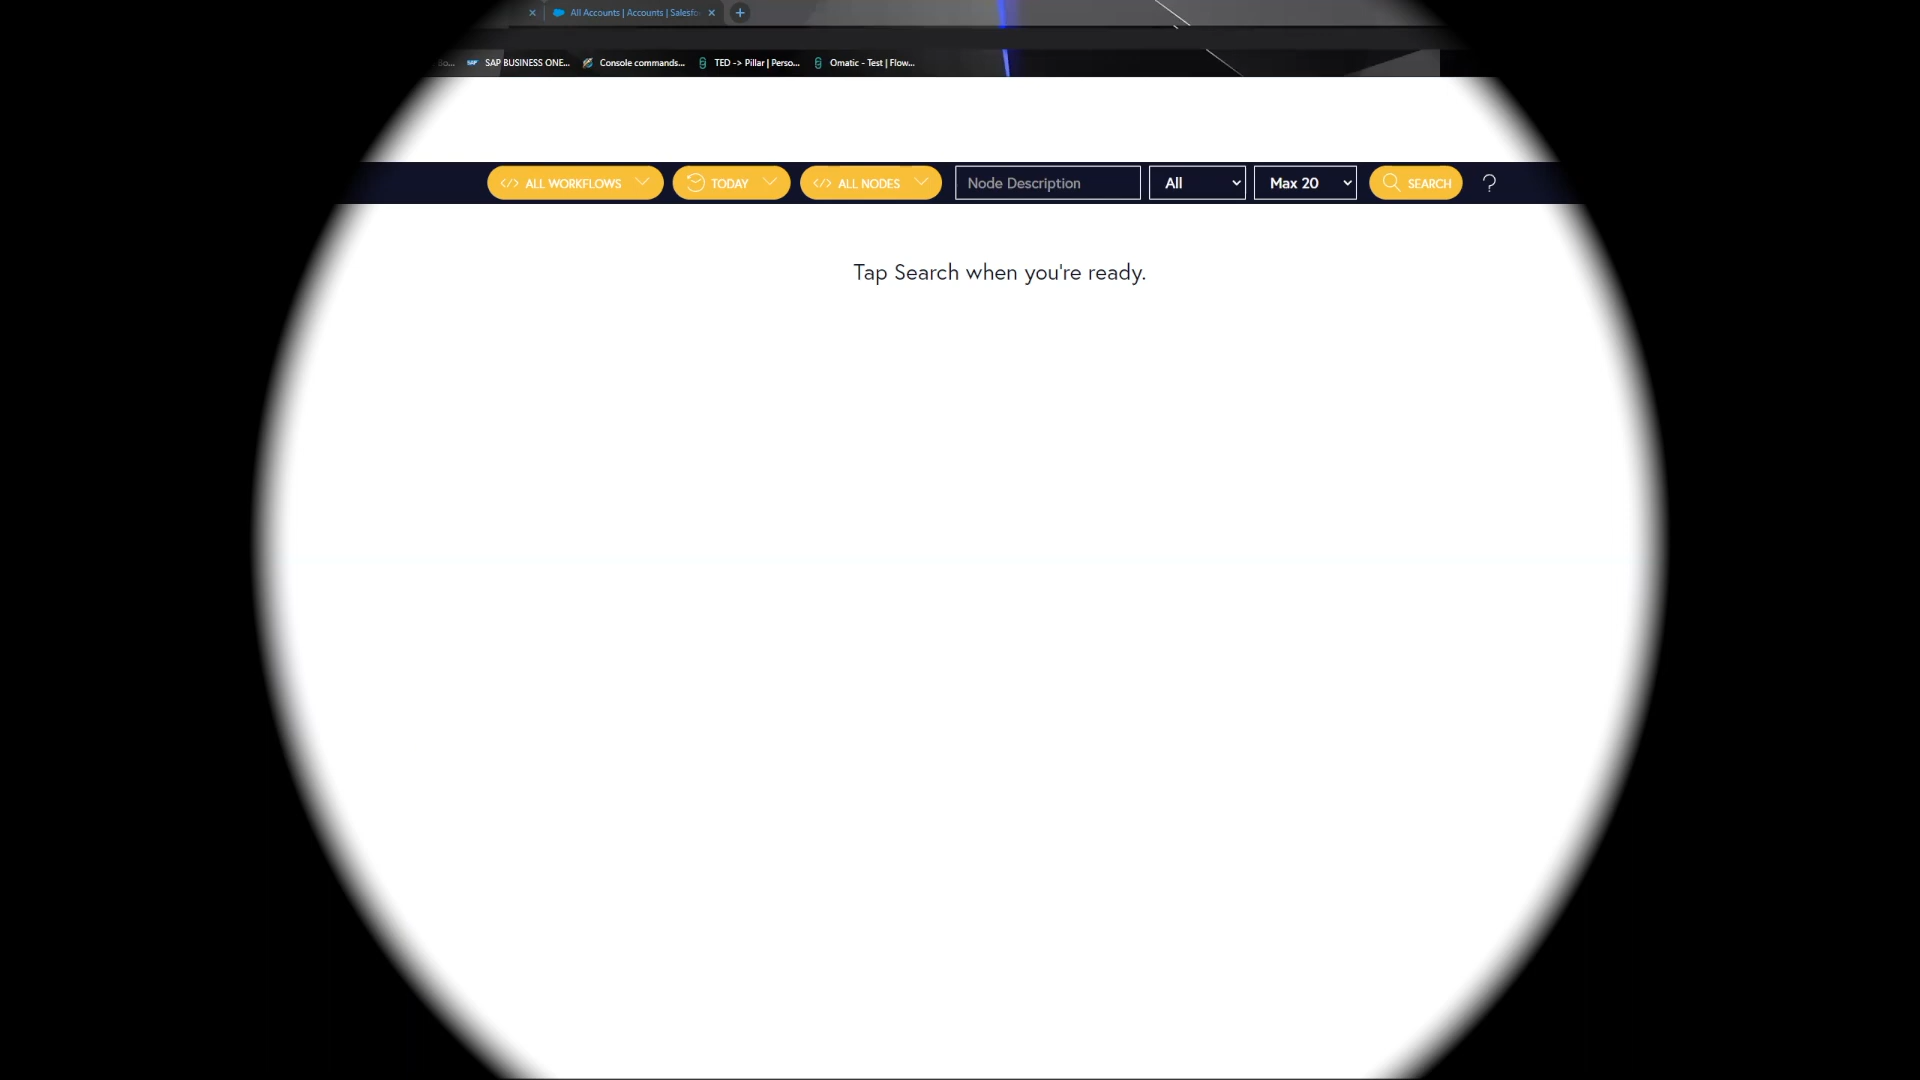 All Accounts | Accounts | Salesfo
Bo... SAP BUSINESS ONE... Console commands... TED -> Pillar | Perso... Omatic - Test | Flow...
ALL WORKFLOWS TODAY ALL NODES Node Description All Max 20 SEARCH ?
Tap Search when you're ready.